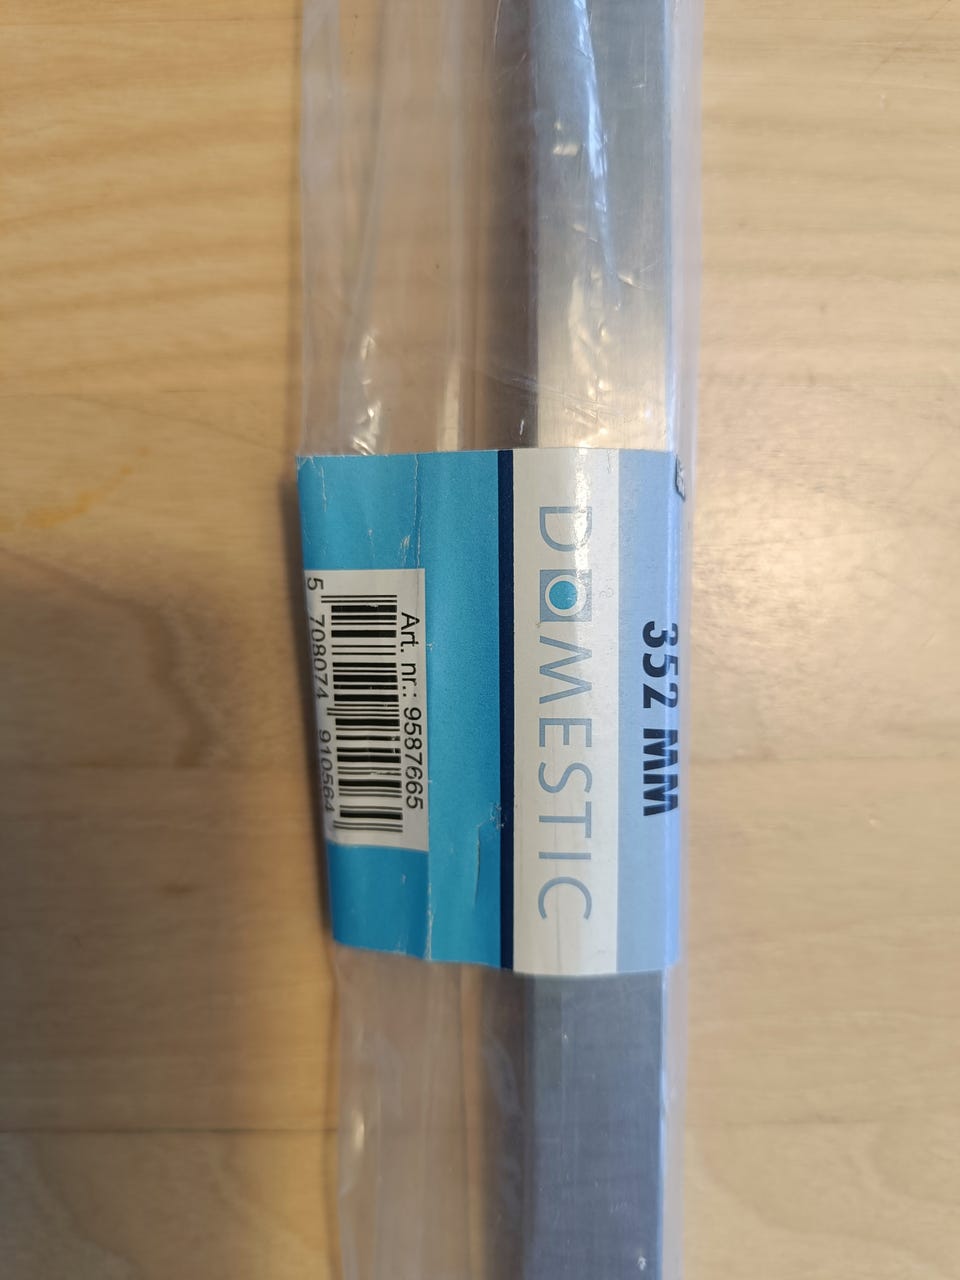 352 MM
DOMESTIC
Art. nr.: 9587665
5 708074 910564